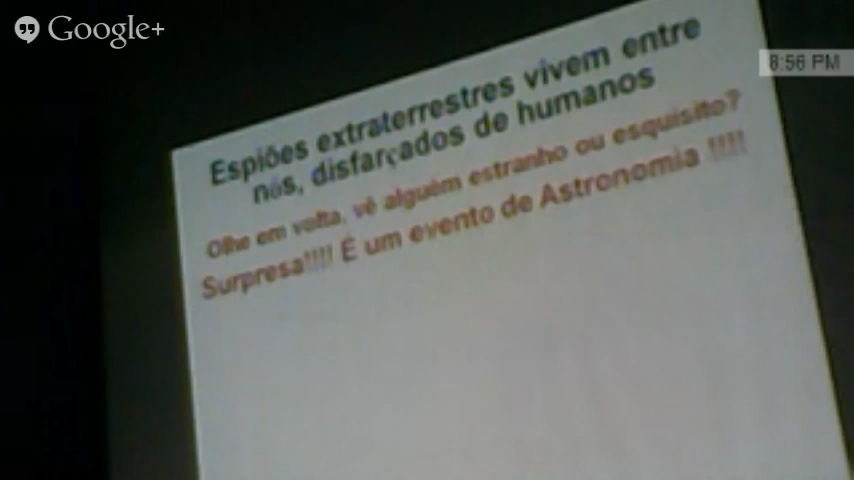 Google+
8:56 PM
Espiões extraterrestres vivem entre
nós, disfarçados de humanos
Olhe em volta, vê alguém estranho ou esquisito?
Surpresa!!!! É um evento de Astronomia !!!!